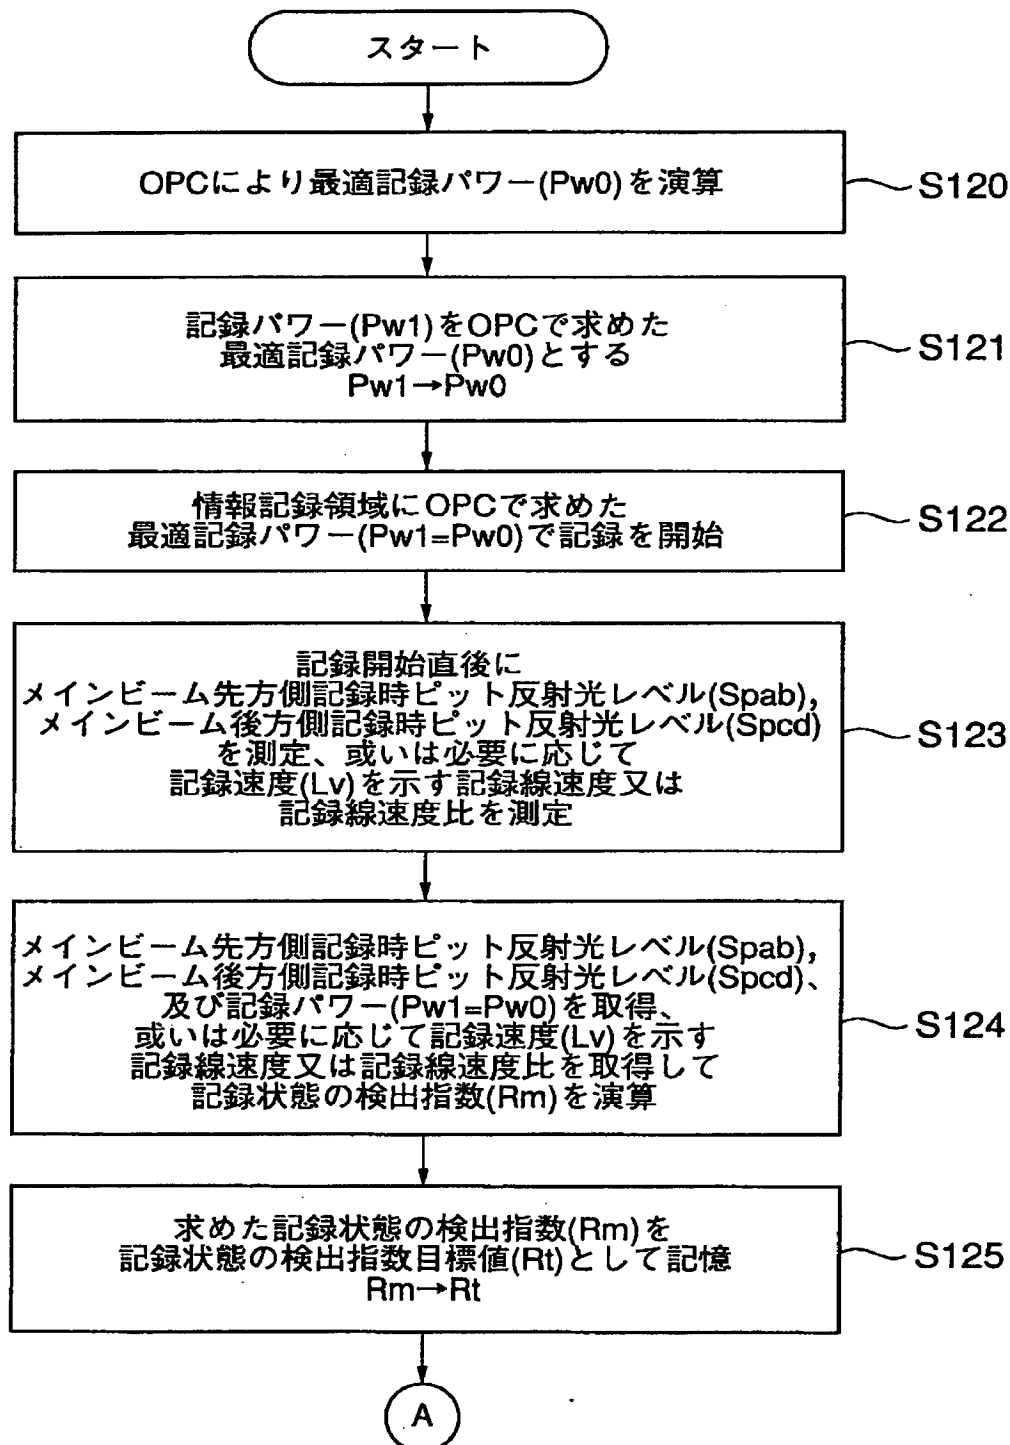 スタート
OPCにより最適記録パワー(Pw0)を演算
S120
記録パワー(Pw1)をOPCで求めた
最適記録パワー(Pw0)とする
Pw1→Pw0
S121
情報記録領域にOPCで求めた
最適記録パワー(Pw1=Pw0)で記録を開始
S122
記録開始直後に
メインビーム先方側記録時ピット反射光レベル(Spab),
メインビーム後方側記録時ピット反射光レベル(Spcd)
を測定、或いは必要に応じて
記録速度(Lv)を示す記録線速度又は
記録線速度比を測定
S123
メインビーム先方側記録時ピット反射光レベル(Spab),
メインビーム後方側記録時ピット反射光レベル(Spcd)、
及び記録パワー(Pw1=Pw0)を取得、
或いは必要に応じて記録速度(Lv)を示す
記録線速度又は記録線速度比を取得して
記録状態の検出指数(Rm)を演算
S124
求めた記録状態の検出指数(Rm)を
記録状態の検出指数目標値(Rt)として記憶
Rm→Rt
S125
A